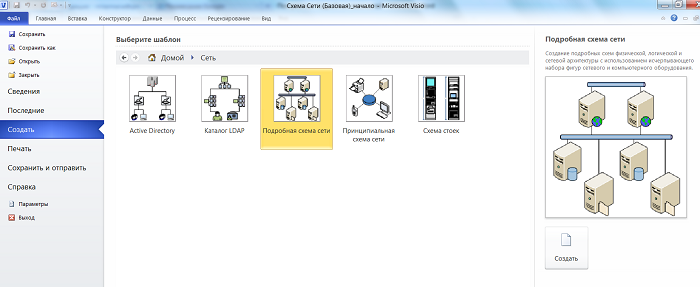 Схема Сети (Базовая)_начало - Microsoft Visio
Файл Главная Вставка Конструктор Данные Процесс Рецензирование Вид
Сохранить
Сохранить как
Открыть
Закрыть
Сведения
Последние
Создать
Печать
Сохранить и отправить
Справка
Параметры
Выход
Выберите шаблон
Домой Сеть
Active Directory
Каталог LDAP
Подробная схема сети
Принципиальная
схема сети
Схема стоек
Подробная схема сети
Создание подробных схем физической, логической и
сетевой архитектуры с использованием исчерпывающего
набора фигур сетевого и компьютерного оборудования.
Создать